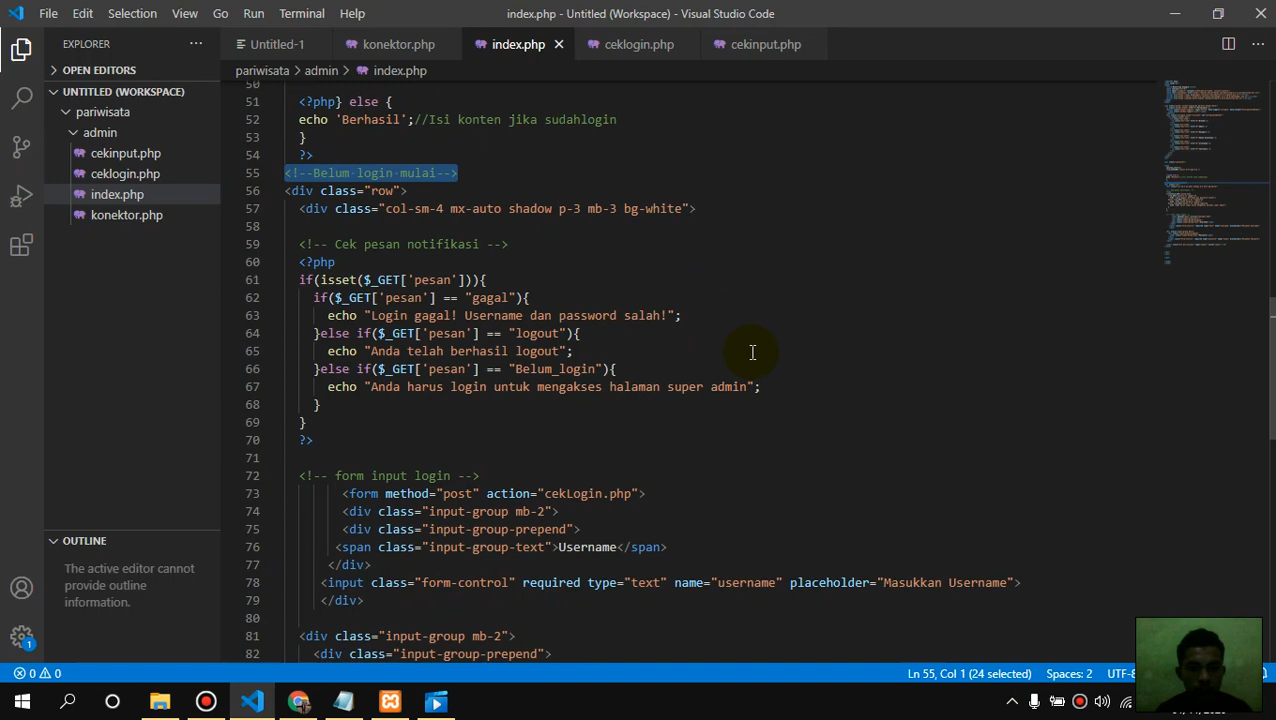 File Edit Selection View Go Run Terminal Help index.php - Untitled (Workspace) - Visual Studio Code
EXPLORER
OPEN EDITORS
UNTITLED (WORKSPACE)
pariwisata
admin
cekinput.php
ceklogin.php
index.php
konektor.php
OUTLINE
The active editor cannot
provide outline
information.
Untitled-1 konektor.php index.php ceklogin.php cekinput.php
pariwisata > admin > index.php
50
51 <?php} else {
52 echo 'Berhasil';//Isi konten jika sudahlogin
53 }
54 ?>
55 <!--Belum login mulai-->
56 <div class="row">
57 <div class="col-sm-4 mx-auto shadow p-3 mb-3 bg-white">
58
59 <!-- Cek pesan notifikasi -->
60 <?php
61 if(isset($_GET['pesan'])){
62 if($_GET['pesan'] == "gagal"){
63 echo "Login gagal! Username dan password salah!";
64 }else if($_GET['pesan'] == "logout"){
65 echo "Anda telah berhasil logout";
66 }else if($_GET['pesan'] == "Belum_login"){
67 echo "Anda harus login untuk mengakses halaman super admin";
68 }
69 }
70 ?>
71
72 <!-- form input login -->
73 <form method="post" action="cekLogin.php">
74 <div class="input-group mb-2">
75 <div class="input-group-prepend">
76 <span class="input-group-text">Username</span>
77 </div>
78 <input class="form-control" required type="text" name="username" placeholder="Masukkan Username">
79 </div>
80
81 <div class="input-group mb-2">
82 <div class="input-group-prepend">
0 0 Ln 55, Col 1 (24 selected) Spaces: 2
1